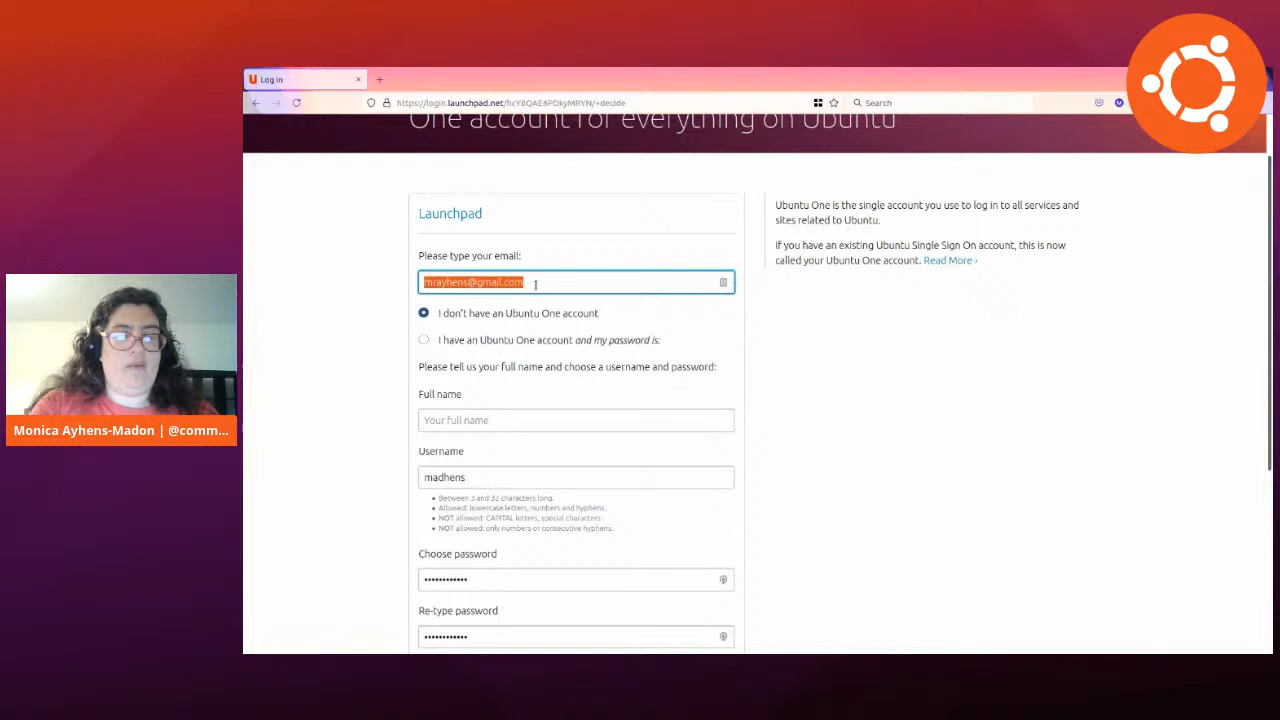 Log in
https://login.launchpad.net/hcY8QAE6PDkyMRYN/+decide
Search
One account for everything on Ubuntu
Launchpad
Please type your email:
mrayhens@gmail.com
I don't have an Ubuntu One account
I have an Ubuntu One account and my password is:
Please tell us your full name and choose a username and password:
Full name
Your full name
Username
madhens
Between 3 and 32 characters long.
Allowed: lowercase letters, numbers and hyphens.
NOT allowed: CAPITAL letters, special characters.
NOT allowed: only numbers or consecutive hyphens.
Choose password
••••••••••••
Re-type password
••••••••••••
Ubuntu One is the single account you use to log in to all services and
sites related to Ubuntu.
If you have an existing Ubuntu Single Sign On account, this is now
called your Ubuntu One account. Read More ›
Monica Ayhens-Madon | @comm...